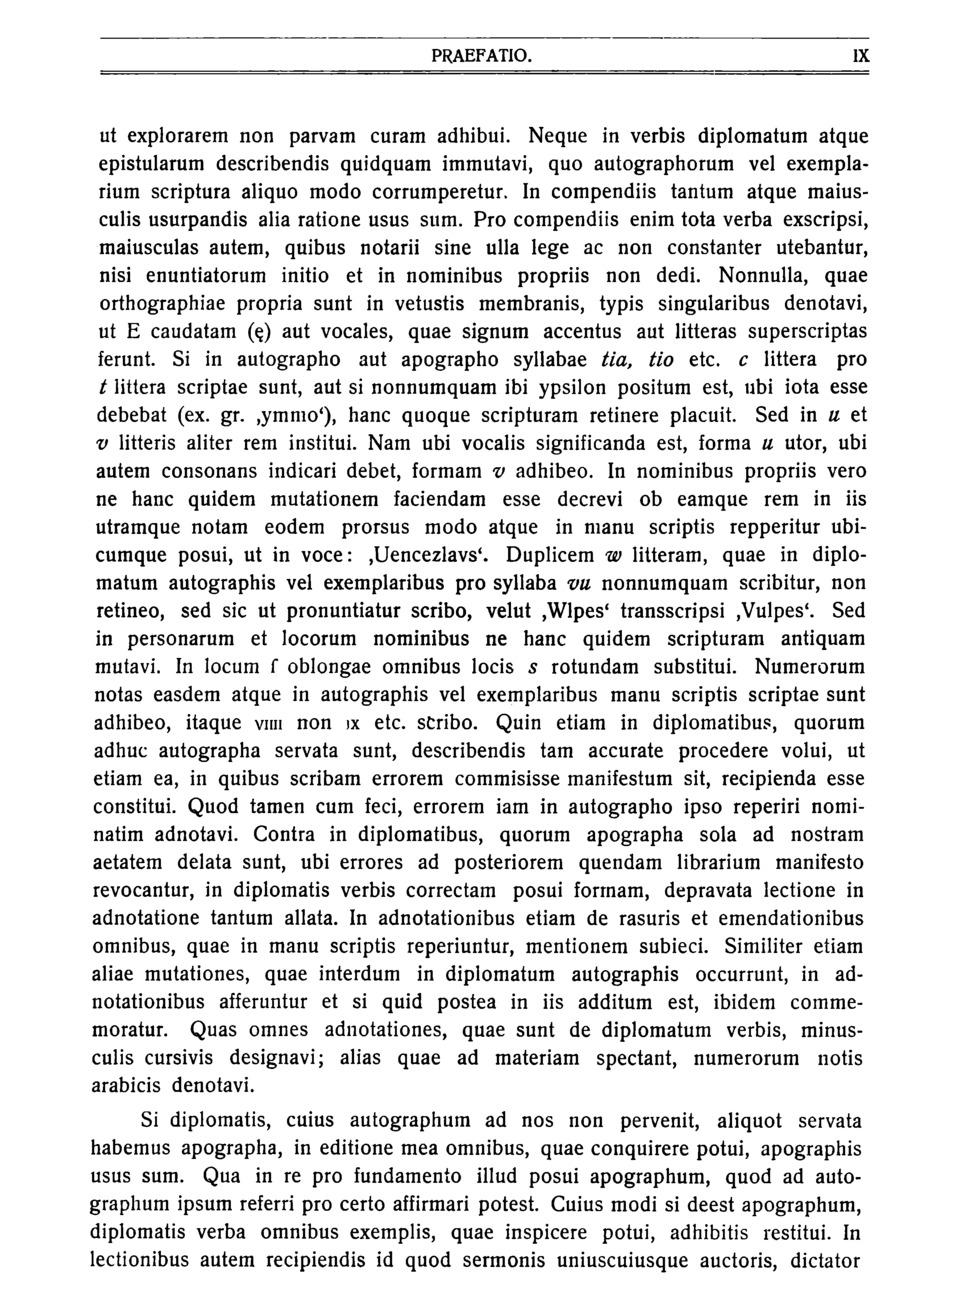 PRAEFATIO. IX
ut explorarem non parvam curam adhibui. Neque in verbis diplomatum atque
epistularum describendis quidquam immutavi, quo autographorum vel exempla-
rium scriptura aliquo modo corrumperetur. In compendiis tantum atque maius-
culis usurpandis alia ratione usus sum. Pro compendiis enim tota verba exscripsi,
maiusculas autem, quibus notarii sine ulla lege ac non constanter utebantur,
nisi enuntiatorum initio et in nominibus propriis non dedi. Nonnulla, quae
orthographiae propria sunt in vetustis membranis, typis singularibus denotavi,
ut E caudatam (ę) aut vocales, quae signum accentus aut litteras superscriptas
ferunt. Si in autographo aut apographo syllabae tia, tio etc. c littera pro
t littera scriptae sunt, aut si nonnumquam ibi ypsilon positum est, ubi iota esse
debebat (ex. gr. ‚ymmo‘), hanc quoque scripturam retinere placuit. Sed in u et
v litteris aliter rem institui. Nam ubi vocalis significanda est, forma u utor, ubi
autem consonans indicari debet, formam v adhibeo. In nominibus propriis vero
ne hanc quidem mutationem faciendam esse decrevi ob eamque rem in iis
utramque notam eodem prorsus modo atque in manu scriptis repperitur ubi-
cumque posui, ut in voce: ‚Uencezlavs‘. Duplicem w litteram, quae in diplo-
matum autographis vel exemplaribus pro syllaba vu nonnumquam scribitur, non
retineo, sed sic ut pronuntiatur scribo, velut ‚Wlpes‘ transscripsi ‚Vulpes‘. Sed
in personarum et locorum nominibus ne hanc quidem scripturam antiquam
mutavi. In locum ſ oblongae omnibus locis s rotundam substitui. Numerorum
notas easdem atque in autographis vel exemplaribus manu scriptis scriptae sunt
adhibeo, itaque VIIII non IX etc. scribo. Quin etiam in diplomatibus, quorum
adhuc autographa servata sunt, describendis tam accurate procedere volui, ut
etiam ea, in quibus scribam errorem commisisse manifestum sit, recipienda esse
constitui. Quod tamen cum feci, errorem iam in autographo ipso reperiri nomi-
natim adnotavi. Contra in diplomatibus, quorum apographa sola ad nostram
aetatem delata sunt, ubi errores ad posteriorem quendam librarium manifesto
revocantur, in diplomatis verbis correctam posui formam, depravata lectione in
adnotatione tantum allata. In adnotationibus etiam de rasuris et emendationibus
omnibus, quae in manu scriptis reperiuntur, mentionem subieci. Similiter etiam
aliae mutationes, quae interdum in diplomatum autographis occurrunt, in ad-
notationibus afferuntur et si quid postea in iis additum est, ibidem comme-
moratur. Quas omnes adnotationes, quae sunt de diplomatum verbis, minus-
culis cursivis designavi; alias quae ad materiam spectant, numerorum notis
arabicis denotavi.
Si diplomatis, cuius autographum ad nos non pervenit, aliquot servata
habemus apographa, in editione mea omnibus, quae conquirere potui, apographis
usus sum. Qua in re pro fundamento illud posui apographum, quod ad auto-
graphum ipsum referri pro certo affirmari potest. Cuius modi si deest apographum,
diplomatis verba omnibus exemplis, quae inspicere potui, adhibitis restitui. In
lectionibus autem recipiendis id quod sermonis uniuscuiusque auctoris, dictator